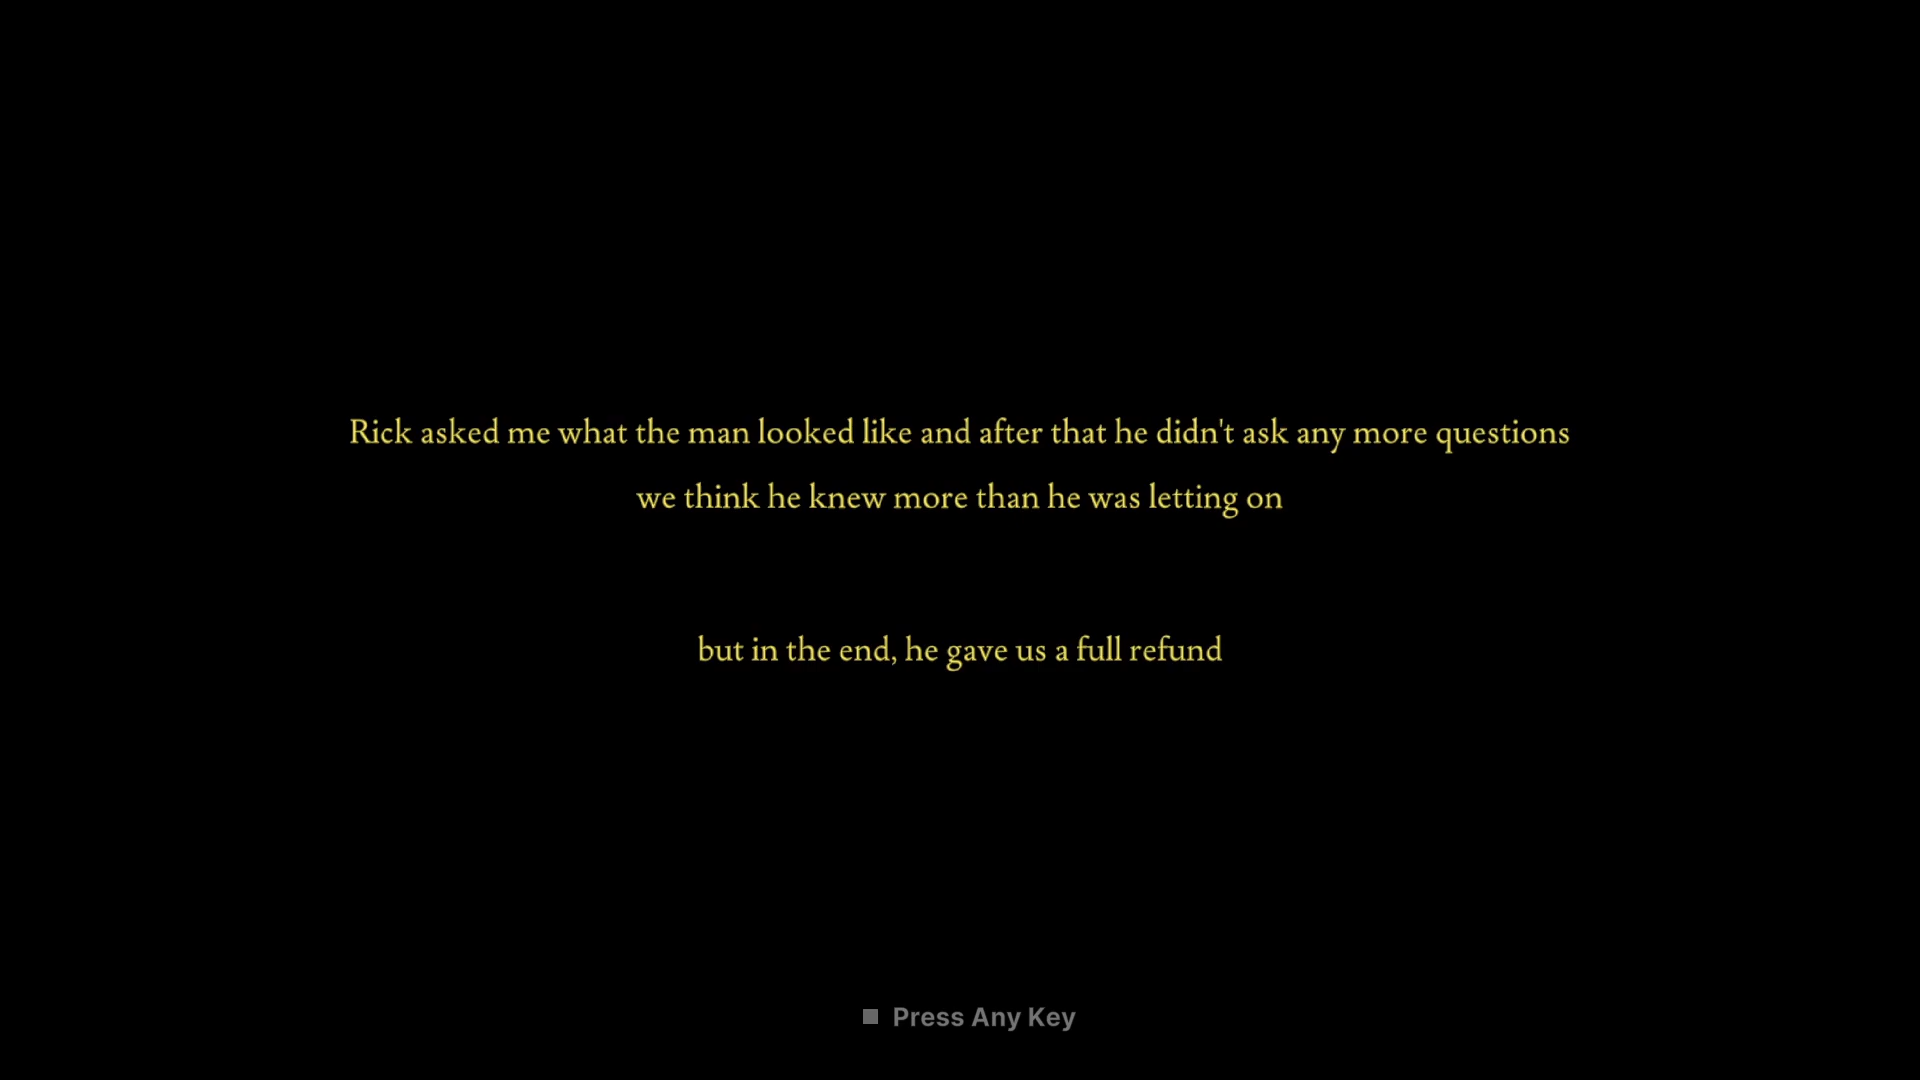 Rick asked me what the man looked like and after that he didn't ask any more questions
we think he knew more than he was letting on
but in the end, he gave us a full refund
Press Any Key